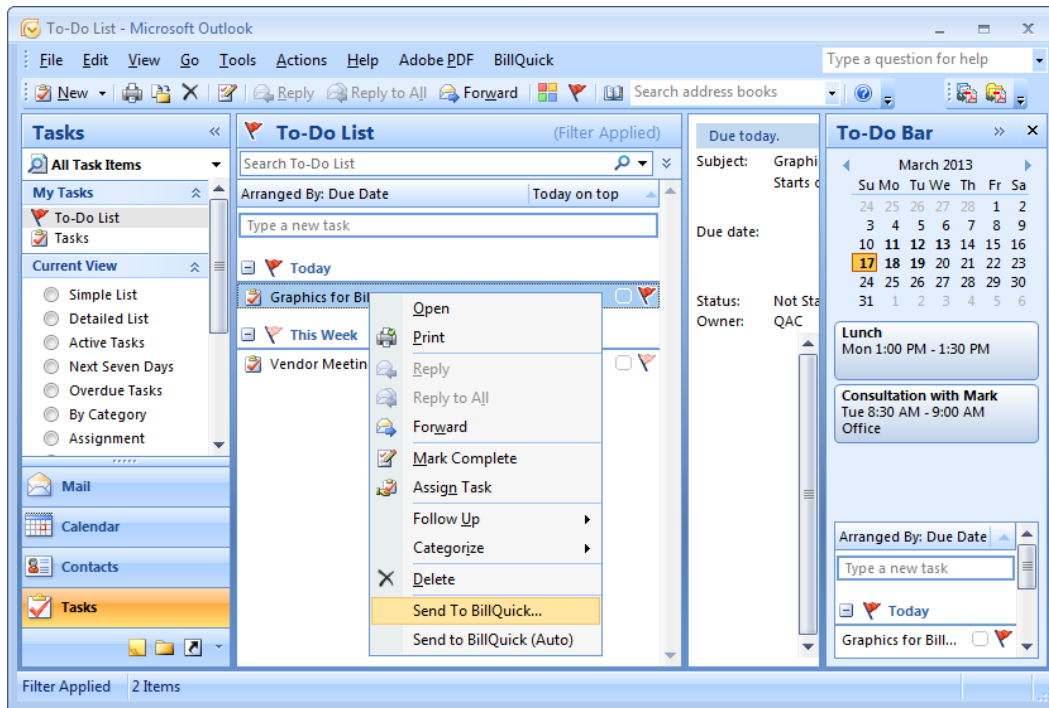 To-Do List - Microsoft Outlook
File Edit View Go Tools Actions Help Adobe PDF BillQuick
Type a question for help
New Reply Reply to All Forward Search address books
Tasks
All Task Items
My Tasks
To-Do List
Tasks
Current View
Simple List
Detailed List
Active Tasks
Next Seven Days
Overdue Tasks
By Category
Assignment
Mail
Calendar
Contacts
Tasks
To-Do List (Filter Applied)
Search To-Do List
Arranged By: Due Date Today on top
Type a new task
Today
Graphics for Bil
This Week
Vendor Meetin
Open
Print
Reply
Reply to All
Forward
Mark Complete
Assign Task
Follow Up
Categorize
Delete
Send To BillQuick...
Send to BillQuick (Auto)
Due today.
Subject: Graphi
Starts
Due date:
Status: Not Sta
Owner: QAC
To-Do Bar
March 2013
Su Mo Tu We Th Fr Sa
24 25 26 27 28 1 2
3 4 5 6 7 8 9
10 11 12 13 14 15 16
17 18 19 20 21 22 23
24 25 26 27 28 29 30
31 1 2 3 4 5 6
Lunch
Mon 1:00 PM - 1:30 PM
Consultation with Mark
Tue 8:30 AM - 9:00 AM
Office
Arranged By: Due Date
Type a new task
Today
Graphics for Bill...
Filter Applied 2 Items